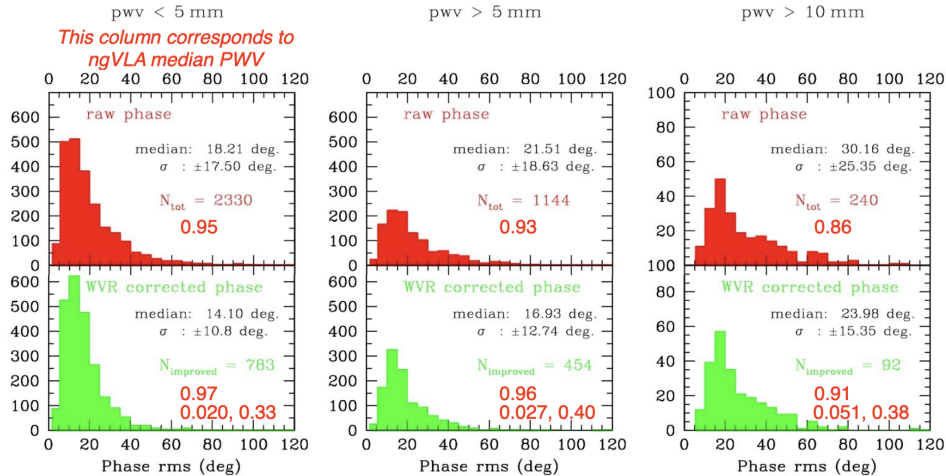 pwv < 5 mm
pwv > 5 mm
pwv > 10 mm
This column corresponds to
ngVLA median PWV
0 20 40 60 80 100 120
0 20 40 60 80 100 120
0 20 40 60 80 100 120
600
500
400
300
200
100
0
raw phase
median: 18.21 deg.
σ : ±17.50 deg.
N_tot = 2330
0.95
600
500
400
300
200
100
0
raw phase
median: 21.51 deg.
σ : ±18.63 deg.
N_tot = 1144
0.93
100
80
60
40
20
raw phase
median: 30.16 deg.
σ : ±25.35 deg.
N_tot = 240
0.86
600
500
400
300
200
100
0
WVR corrected phase
median: 14.10 deg.
σ : ±10.8 deg.
N_improved = 783
0.97
0.020, 0.33
600
500
400
300
200
100
0
WVR corrected phase
median: 16.93 deg.
σ : ±12.74 deg.
N_improved = 454
0.96
0.027, 0.40
100
80
60
40
20
0
WVR corrected phase
median: 23.98 deg.
σ : ±15.35 deg.
N_improved = 92
0.91
0.051, 0.38
0 20 40 60 80 100 120
0 20 40 60 80 100 120
0 20 40 60 80 100 120
Phase rms (deg)
Phase rms (deg)
Phase rms (deg)